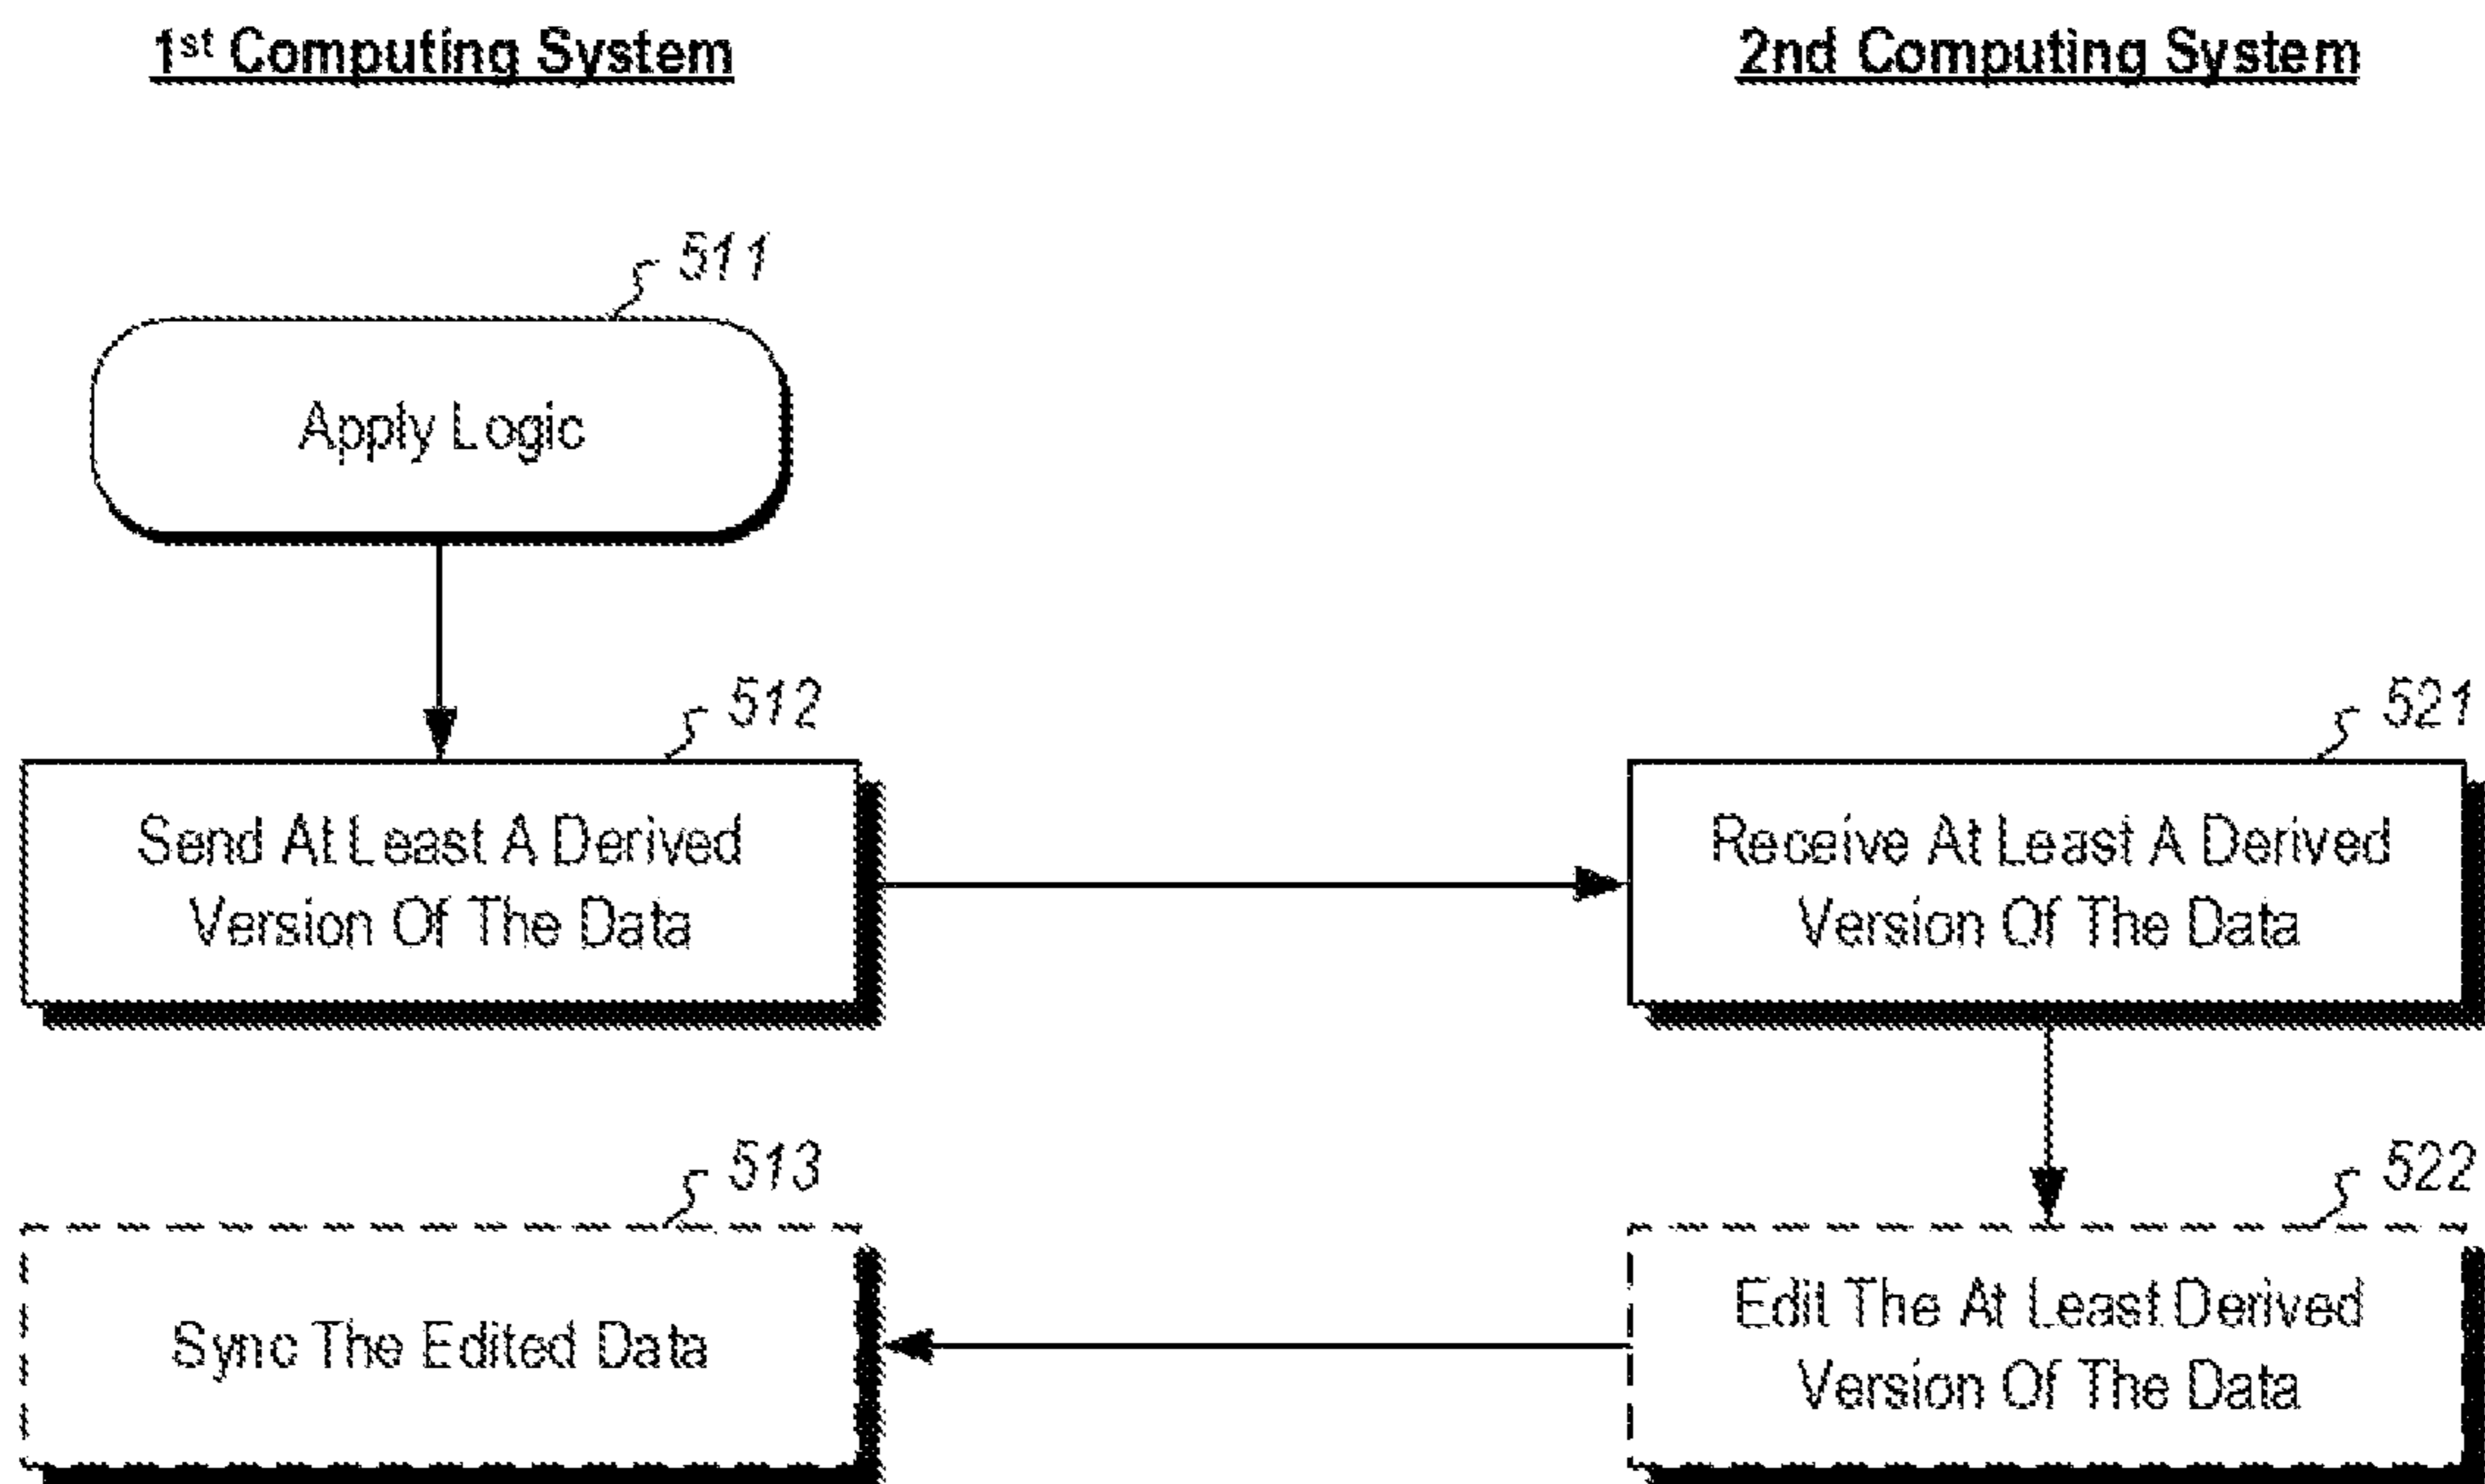 1st Computing System
2nd Computing System
511
Apply Logic
512
Send At Least A Derived
Version Of The Data
521
Receive At Least A Derived
Version Of The Data
513
Sync The Edited Data
522
Edit The At Least Derived
Version Of The Data